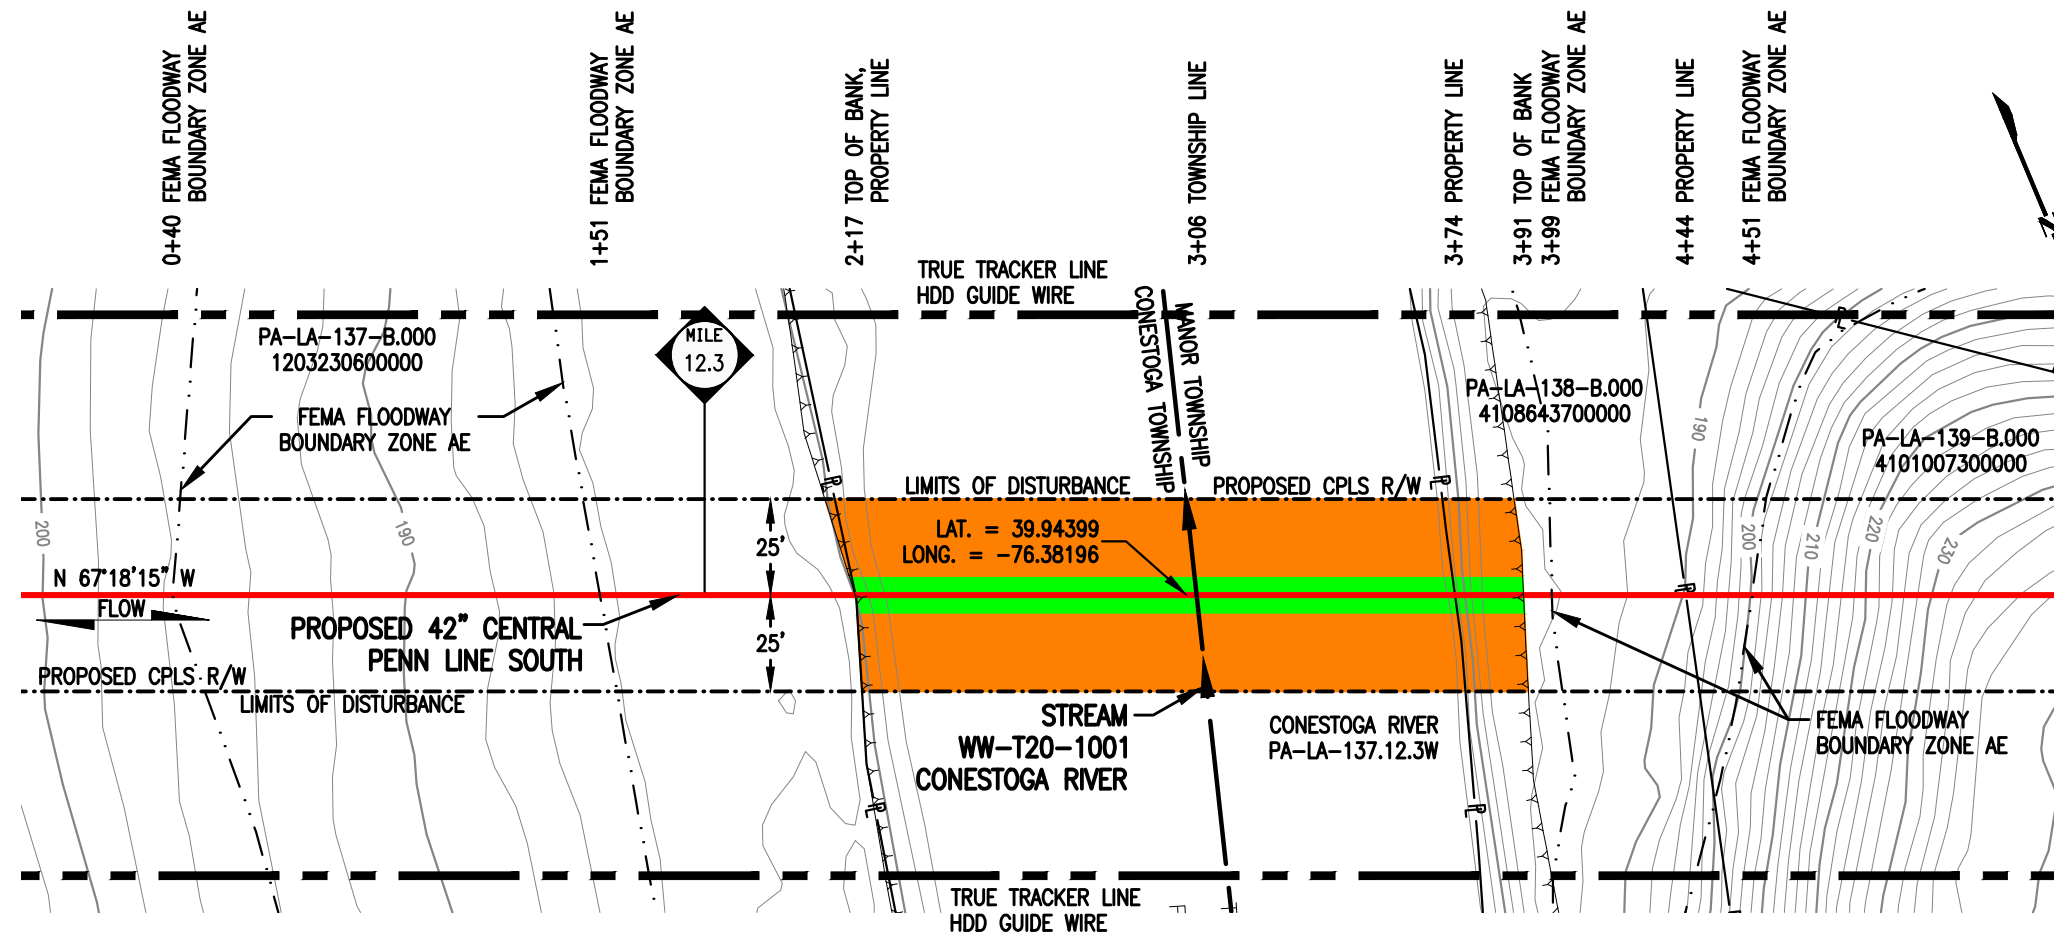 0+40 FEMA FLOODWAY
BOUNDARY ZONE AE
1+51 FEMA FLOODWAY
BOUNDARY ZONE AE
2+17 TOP OF BANK,
PROPERTY LINE
3+06 TOWNSHIP LINE
3+74 PROPERTY LINE
3+91 TOP OF BANK
3+99 FEMA FLOODWAY
BOUNDARY ZONE AE
4+44 PROPERTY LINE
4+51 FEMA FLOODWAY
BOUNDARY ZONE AE
TRUE TRACKER LINE
HDD GUIDE WIRE
PA-LA-137-B.000
1203230600000
MILE
12.3
MANOR TOWNSHIP
CONESTOGA TOWNSHIP
FEMA FLOODWAY
BOUNDARY ZONE AE
PA-LA-138-B.000
4108643700000
PA-LA-139-B.000
4101007300000
190
LIMITS OF DISTURBANCE
PROPOSED CPLS R/W
200
190
25'
LAT. = 39.94399
LONG. = -76.38196
200
210
220
230
N 67°18'15" W
FLOW
PROPOSED 42" CENTRAL
PENN LINE SOUTH
25'
PROPOSED CPLS R/W
LIMITS OF DISTURBANCE
STREAM
WW-T20-1001
CONESTOGA RIVER
CONESTOGA RIVER
PA-LA-137.12.3W
FEMA FLOODWAY
BOUNDARY ZONE AE
TRUE TRACKER LINE
HDD GUIDE WIRE